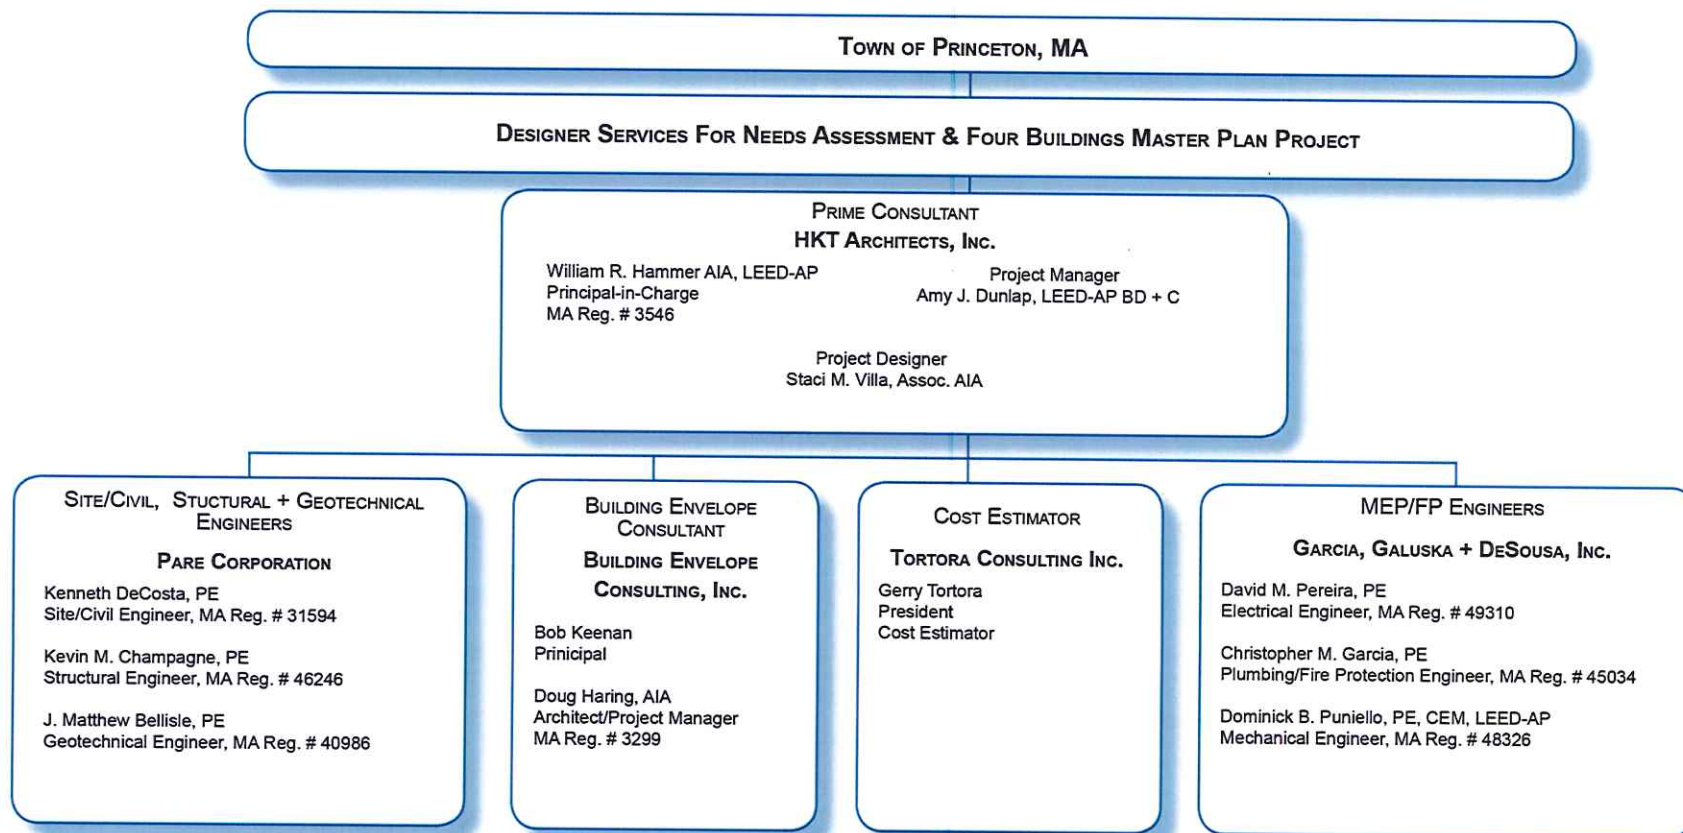 Town of Princeton, MA
Designer Services For Needs Assessment & Four Buildings Master Plan Project
Prime Consultant
HKT Architects, Inc.
William R. Hammer AIA, LEED-AP
Principal-in-Charge
MA Reg. # 3546
Project Manager
Amy J. Dunlap, LEED-AP BD + C
Project Designer
Staci M. Villa, Assoc. AIA
Site/Civil, Stuctural + Geotechnical
Engineers
Pare Corporation
Kenneth DeCosta, PE
Site/Civil Engineer, MA Reg. # 31594
Kevin M. Champagne, PE
Structural Engineer, MA Reg. # 46246
J. Matthew Bellisle, PE
Geotechnical Engineer, MA Reg. # 40986
Building Envelope
Consultant
Building Envelope
Consulting, Inc.
Bob Keenan
Prinicipal
Doug Haring, AIA
Architect/Project Manager
MA Reg. # 3299
Cost Estimator
Tortora Consulting Inc.
Gerry Tortora
President
Cost Estimator
MEP/FP Engineers
Garcia, Galuska + DeSousa, Inc.
David M. Pereira, PE
Electrical Engineer, MA Reg. # 49310
Christopher M. Garcia, PE
Plumbing/Fire Protection Engineer, MA Reg. # 45034
Dominick B. Puniello, PE, CEM, LEED-AP
Mechanical Engineer, MA Reg. # 48326